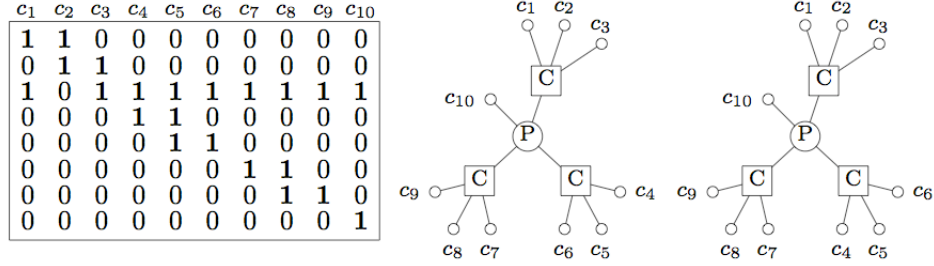 c1 c2 c3 c4 c5 c6 c7 c8 c9 c10
1 1 0 0 0 0 0 0 0 0
0 1 1 0 0 0 0 0 0 0
1 0 1 1 1 1 1 1 1 1
0 0 0 1 1 0 0 0 0 0
0 0 0 0 1 1 0 0 0 0
0 0 0 0 0 0 1 1 0 0
0 0 0 0 0 0 0 1 1 0
0 0 0 0 0 0 0 0 0 1
c1 c2
c3
C
c10
P
c9 C C c4
c8 c7 c6 c5
c1 c2
c3
C
c10
P
c9 C C c6
c8 c7 c4 c5